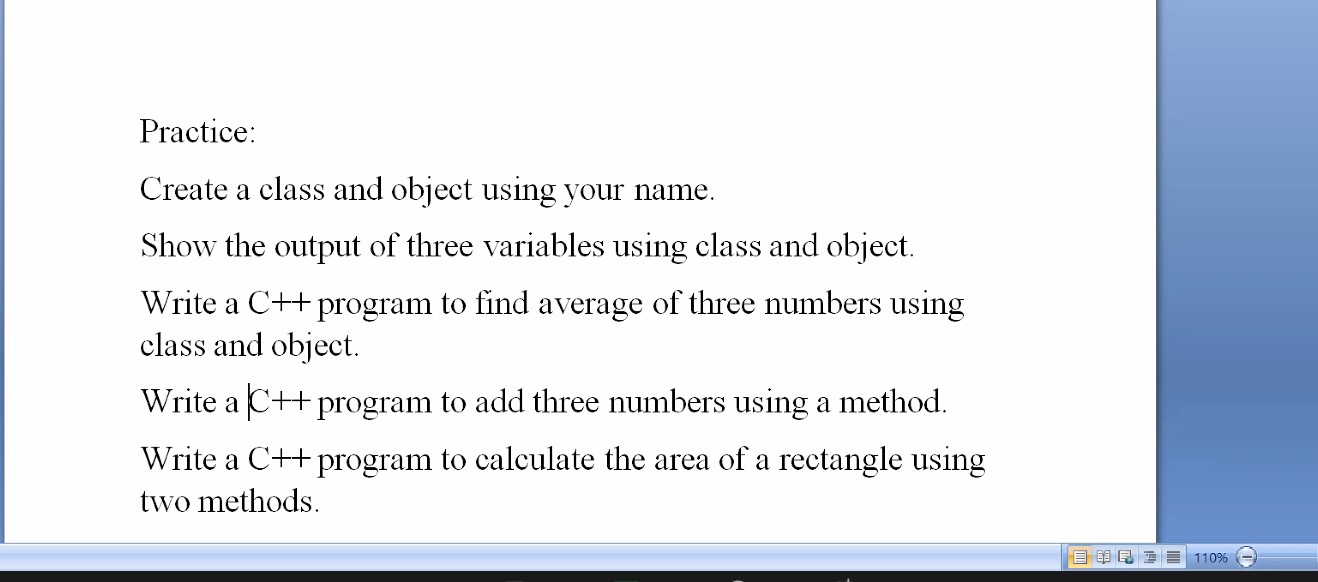 Practice:
Create a class and object using your name.
Show the output of three variables using class and object.
Write a C++ program to find average of three numbers using
class and object.
Write a C++ program to add three numbers using a method.
Write a C++ program to calculate the area of a rectangle using
two methods.
110%